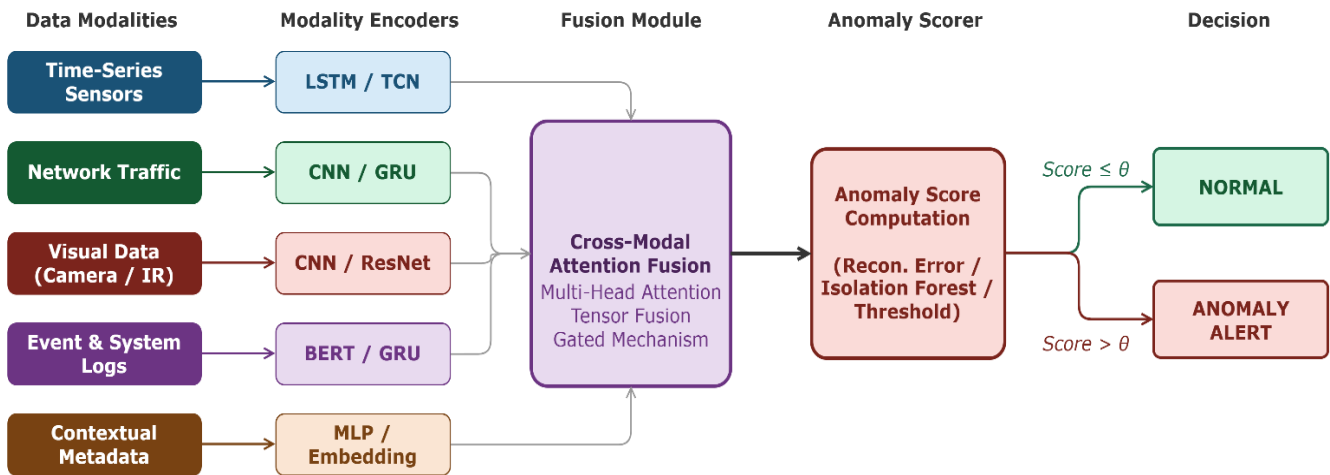 Data Modalities
Modality Encoders
Fusion Module
Anomaly Scorer
Decision
Time-Series
Sensors
LSTM / TCN
Network Traffic
CNN / GRU
Visual Data
(Camera / IR)
CNN / ResNet
Event & System
Logs
BERT / GRU
Contextual
Metadata
MLP /
Embedding
Cross-Modal
Attention Fusion
Multi-Head Attention
Tensor Fusion
Gated Mechanism
Anomaly Score
Computation
(Recon. Error /
Isolation Forest /
Threshold)
Score ≤ θ
NORMAL
Score > θ
ANOMALY
ALERT